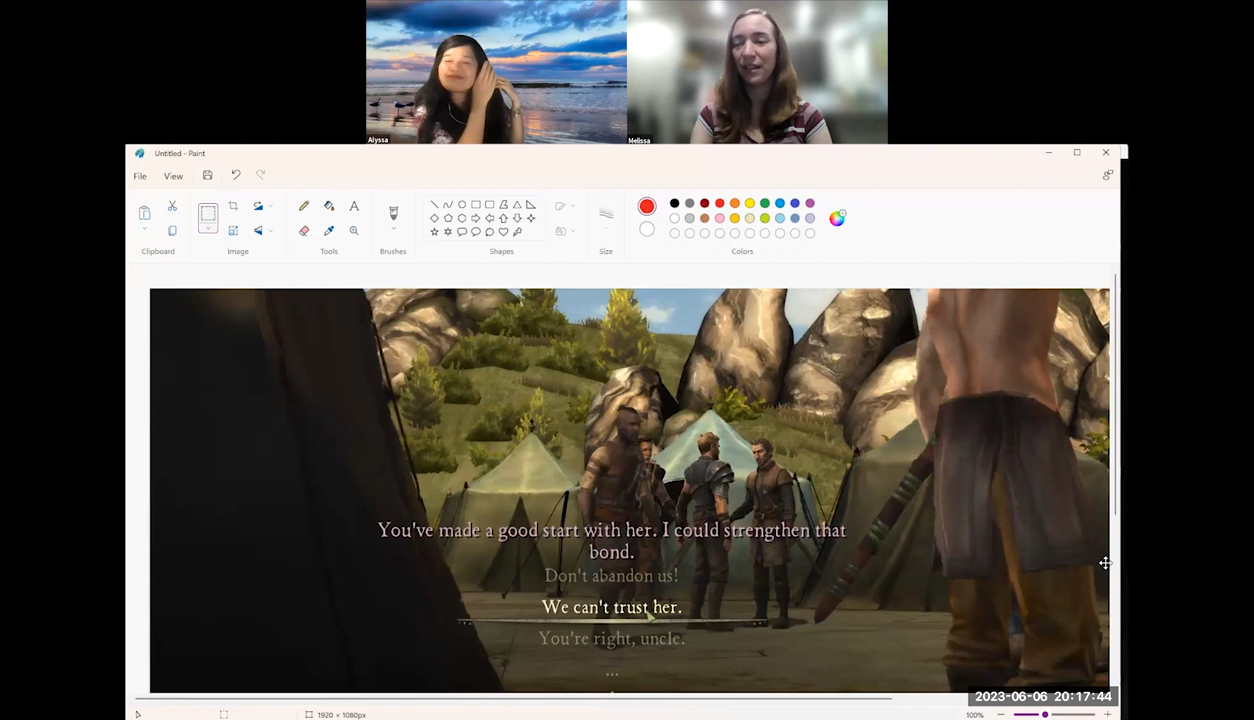 Alyssa
Melissa
Untitled - Paint
File
View
Clipboard
Image
Tools
Brushes
Shapes
Size
Colors
You've made a good start with her. I could strengthen that
bond.
Don't abandon us!
We can't trust her.
You're right, uncle.
...
2023-06-06 20:17:44
1920 × 1080px
100%